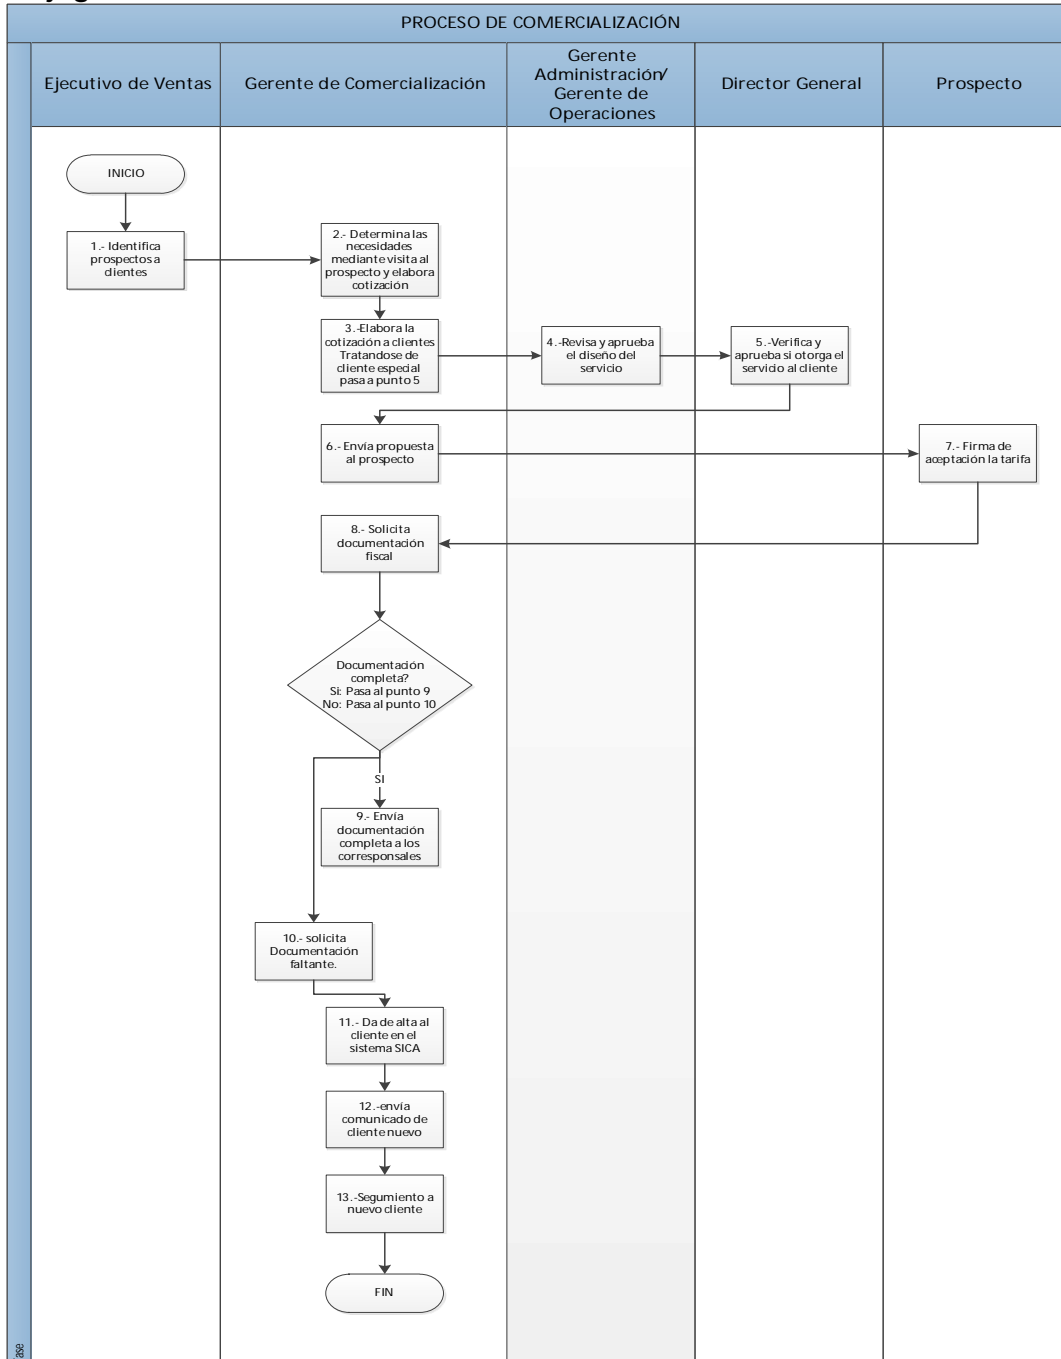 PROCESO DE COMERCIALIZACIÓN
Ejecutivo de Ventas
Gerente de Comercialización
Gerente
Administración/
Gerente de
Operaciones
Director General
Prospecto
INICIO
1.- Identifica
prospectos a
clientes
2.- Determina las
necesidades
mediante visita al
prospecto y elabora
cotización
3.-Elabora la
cotización a clientes
Tratandose de
cliente especial
pasa a punto 5
4.-Revisa y aprueba
el diseño del
servicio
5.-Verifica y
aprueba si otorga el
servicio al cliente
6.- Envía propuesta
al prospecto
7.- Firma de
aceptación la tarifa
8.- Solicita
documentación
fiscal
Documentación
completa?
Si: Pasa al punto 9
No: Pasa al punto 10
SI
9.- Envía
documentación
completa a los
corresponsales
10.- solicita
Documentación
faltante.
11.- Da de alta al
cliente en el
sistema SICA
12.-envía
comunicado de
cliente nuevo
13.-Segumiento a
nuevo cliente
FIN
ase